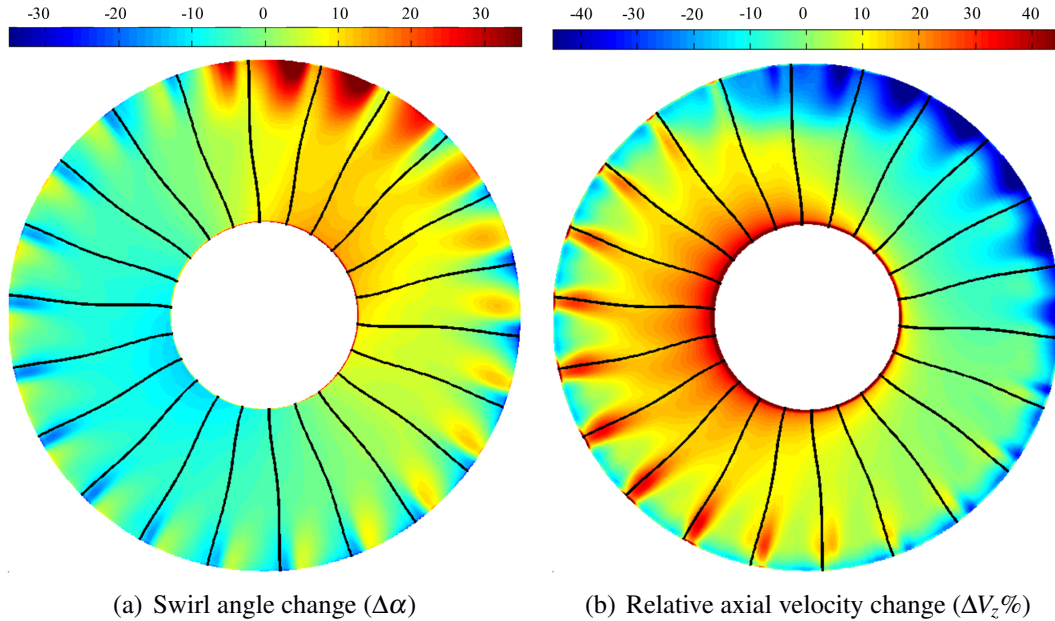 -30 -20 -10 0 10 20 30
-40 -30 -20 -10 0 10 20 30 40
(a) Swirl angle change (Δα)
(b) Relative axial velocity change (ΔVz%)